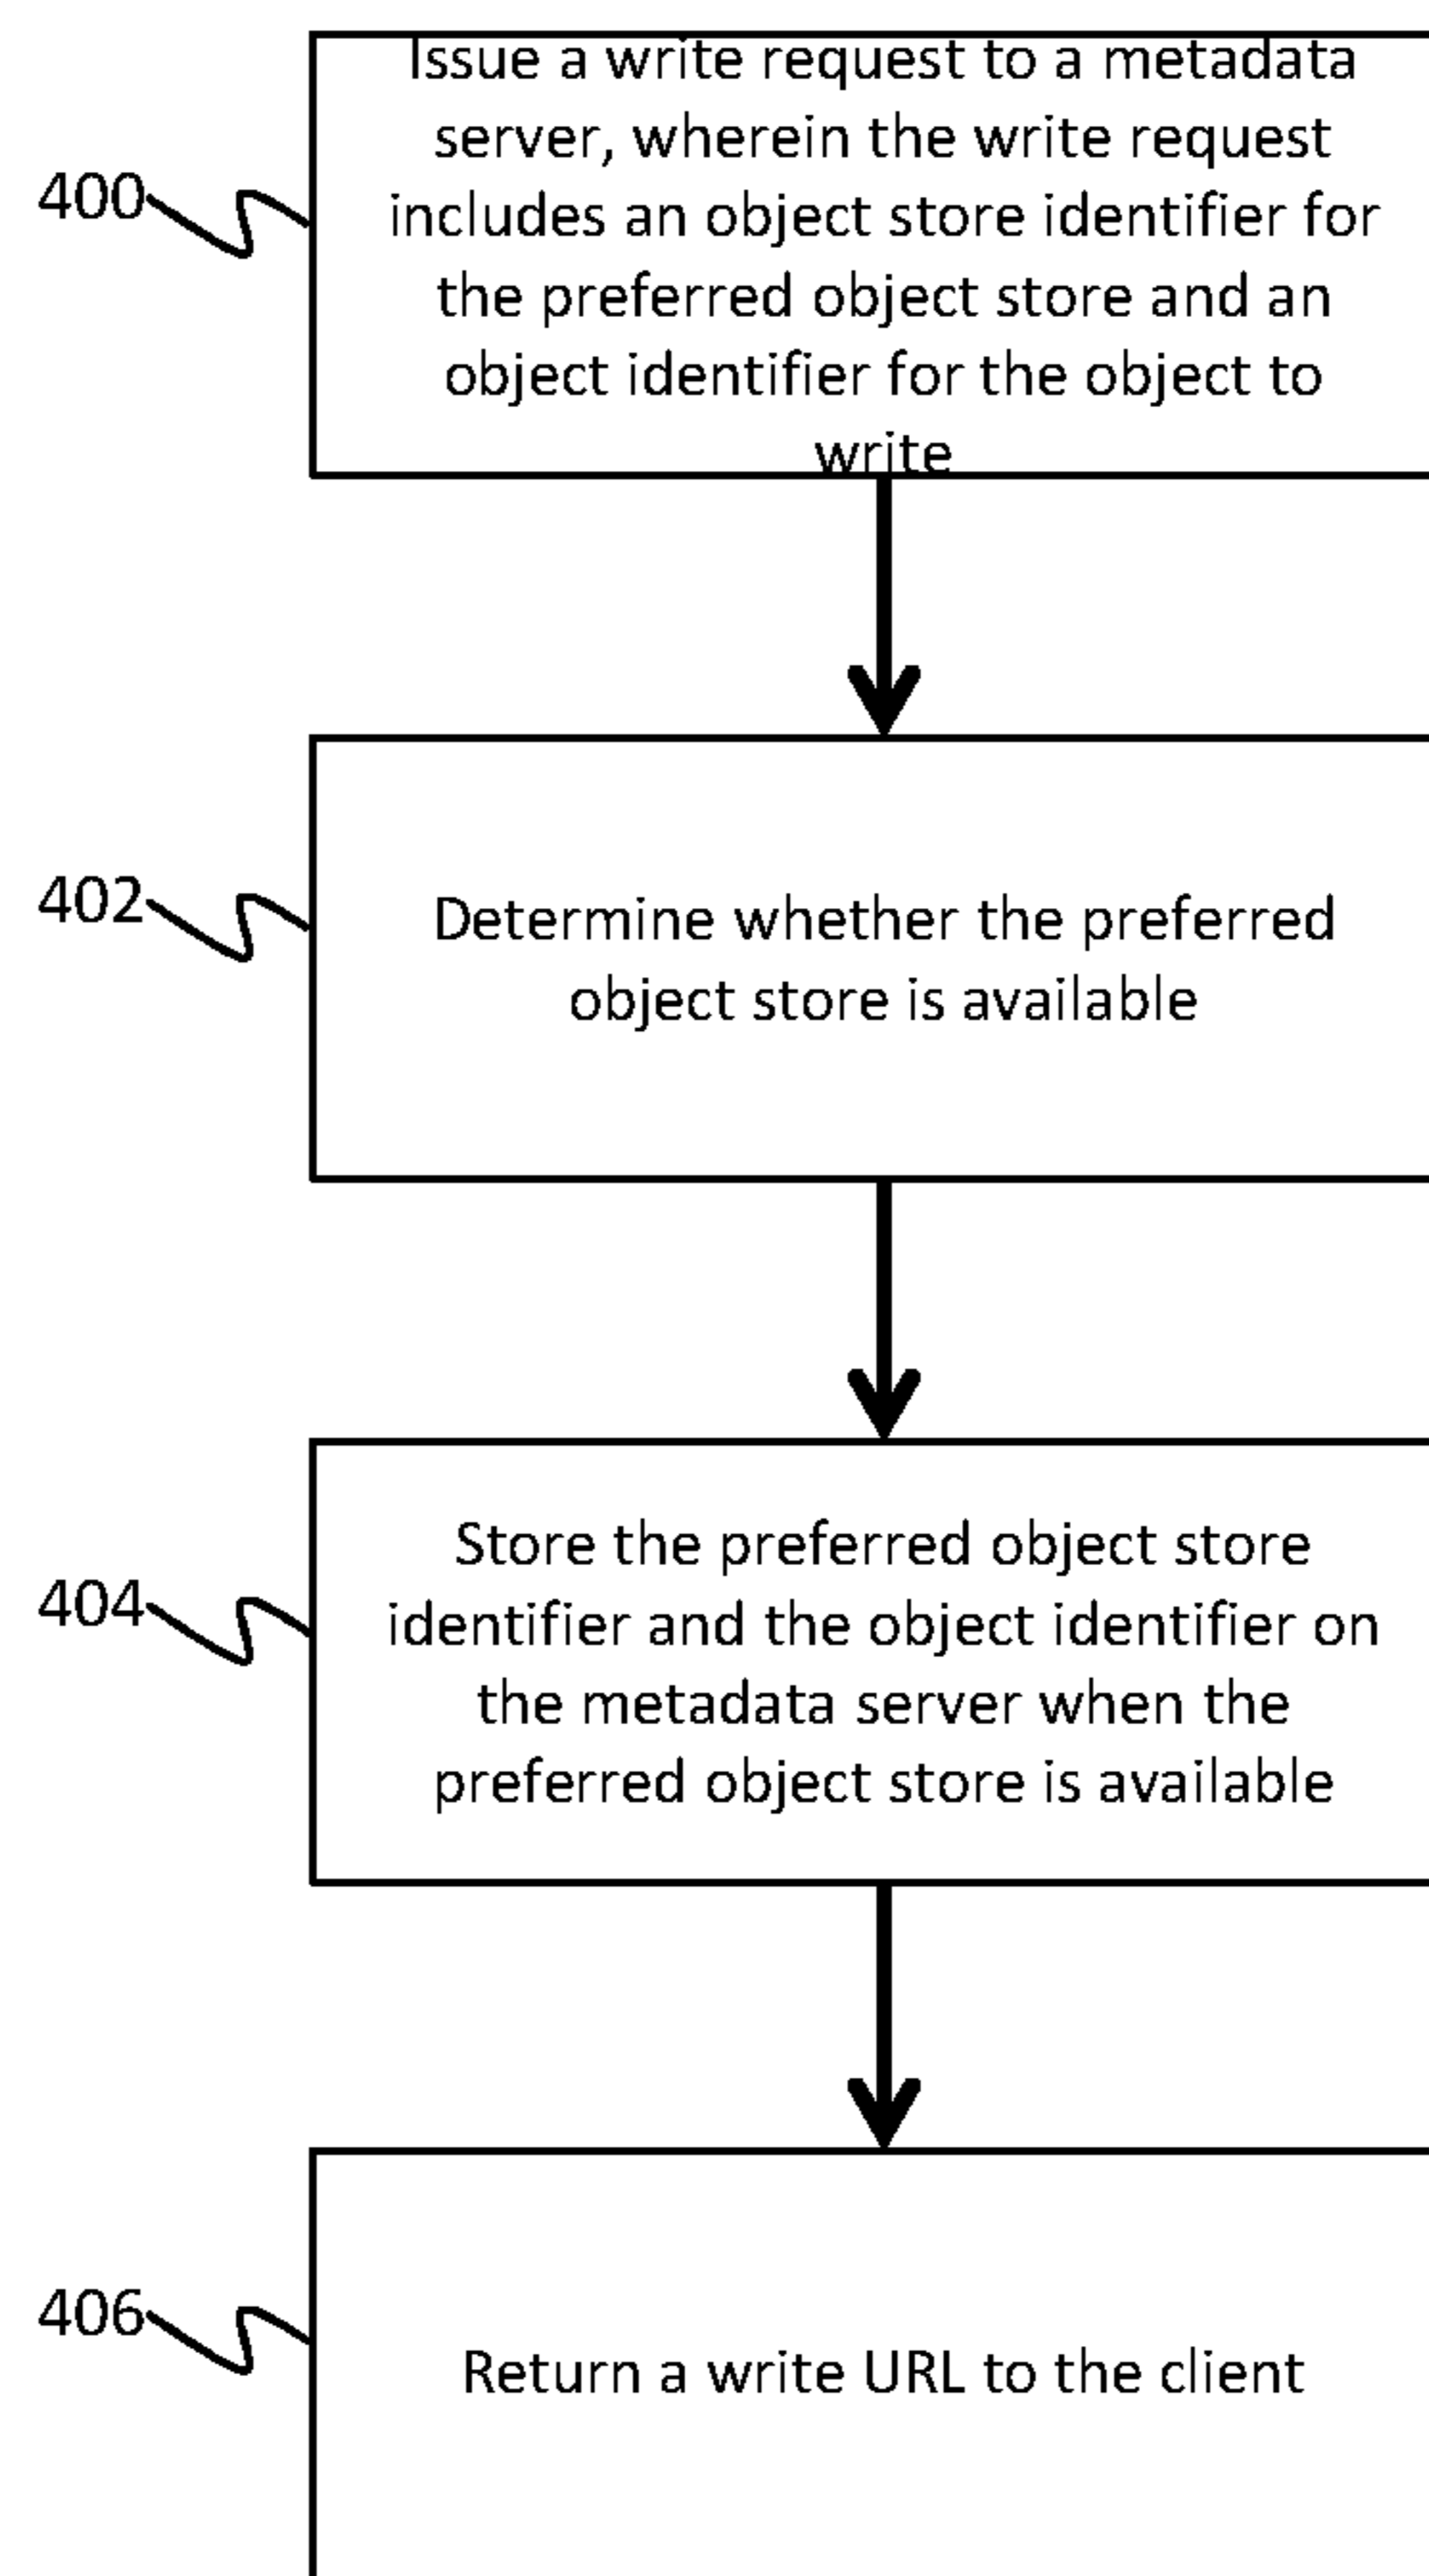 Issue a write request to a metadata
server, wherein the write request
400
includes an object store identifier for
the preferred object store and an
object identifier for the object to
write
402
Determine whether the preferred
object store is available
Store the preferred object store
404
identifier and the object identifier on
the metadata server when the
preferred object store is available
406
Return a write URL to the client